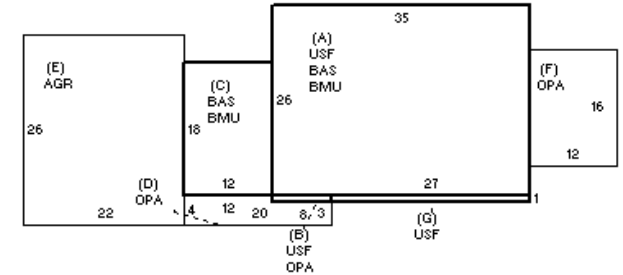 35
(A)
USF
BAS
BMU
(E)
AGR
(C)
BAS
BMU
(F)
OPA
26
16
26
18
12
(D)
OPA
12
27
22
4
12
20
8
3
1
(B)
USF
OPA
(G)
USF